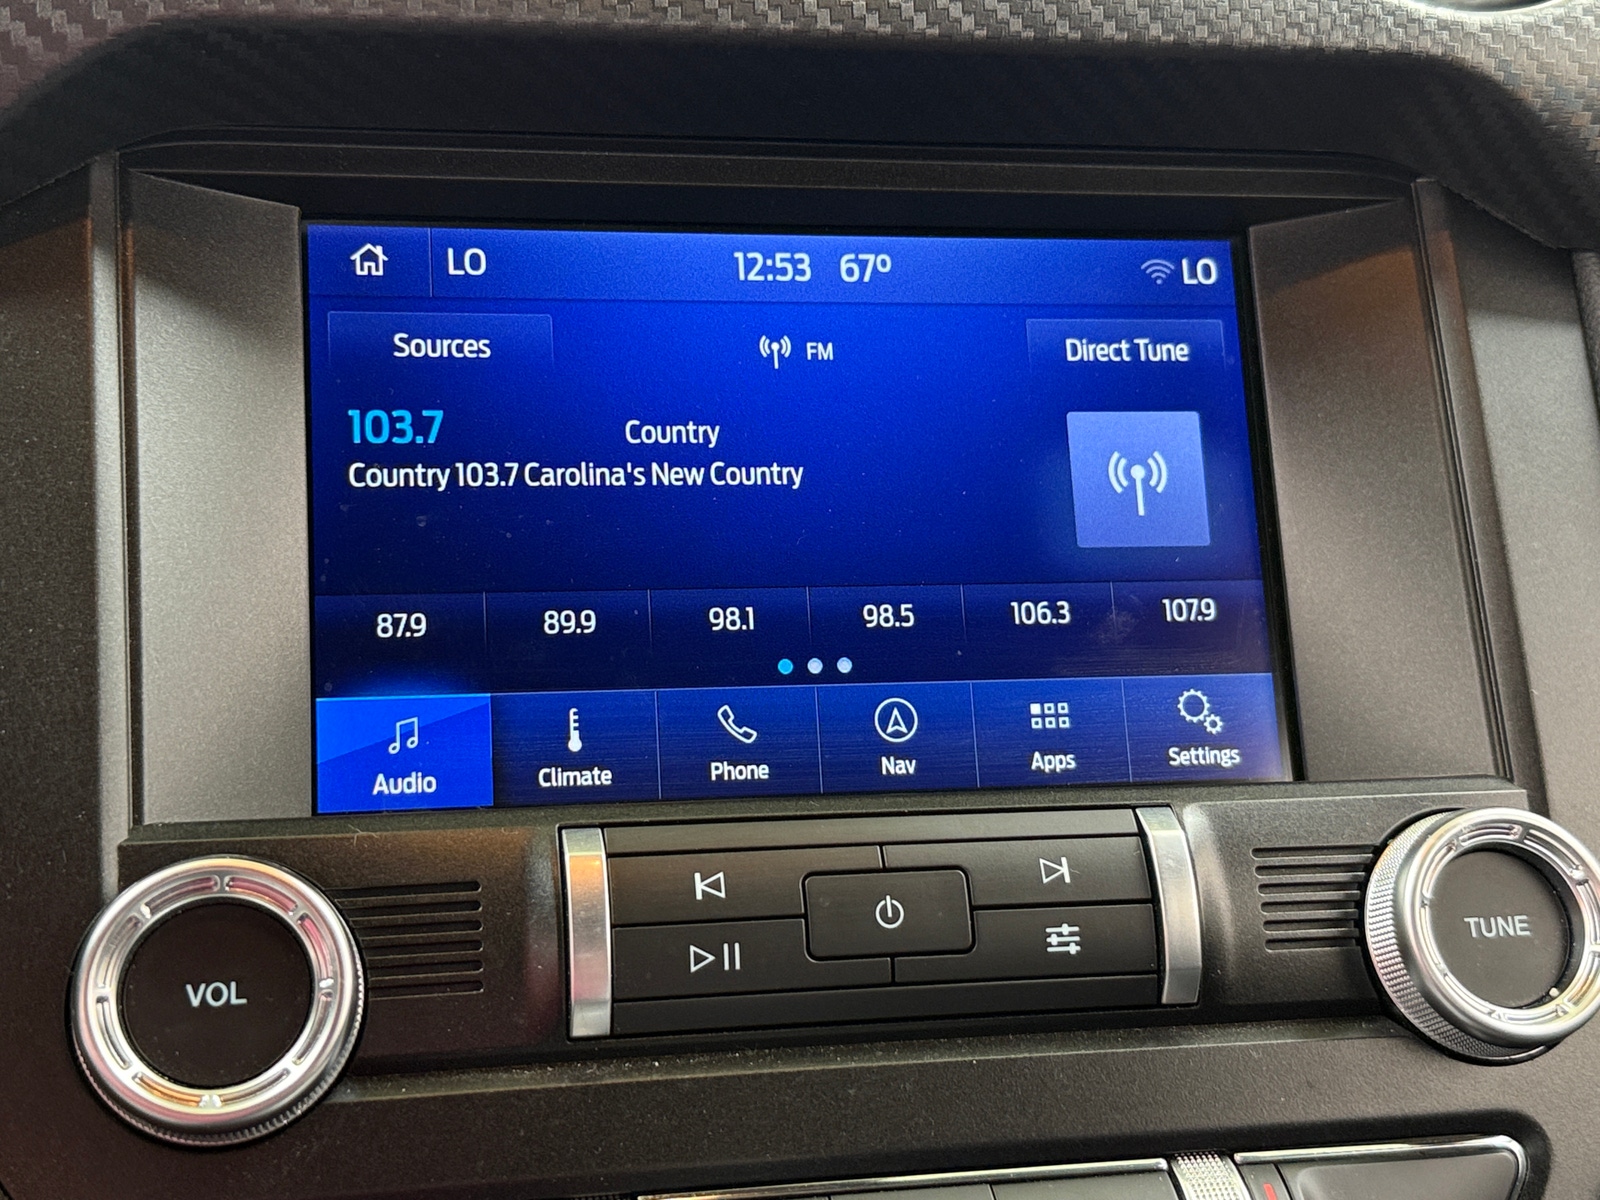 LO 12:53 67º LO
Sources FM Direct Tune
103.7 Country
Country 103.7 Carolina's New Country
87.9 89.9 98.1 98.5 106.3 107.9
Audio Climate Phone Nav Apps Settings
VOL TUNE